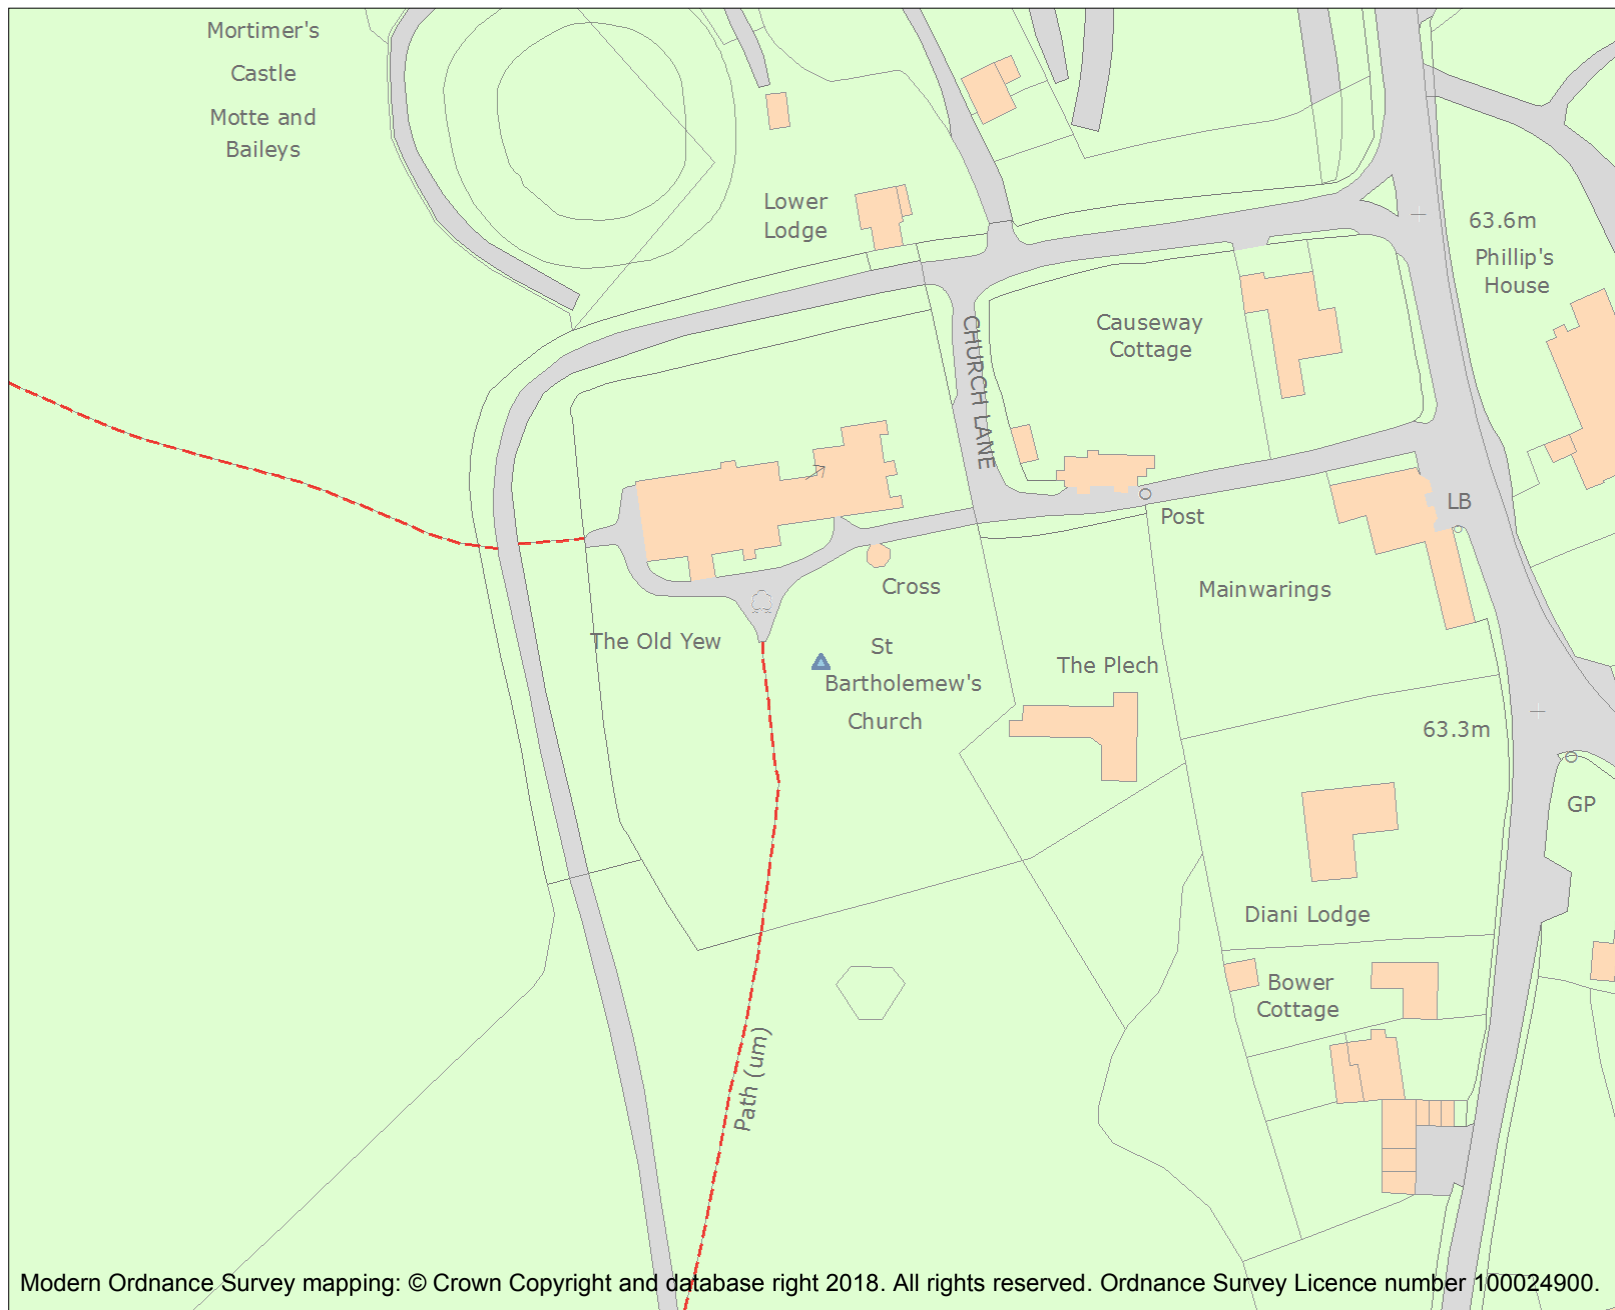 Mortimer's
Castle
Motte and
Baileys
Lower
Lodge
63.6m
Phillip's
House
Causeway
Cottage
CHURCH LANE
LB
Post
Cross
Mainwarings
The Old Yew
St
Bartholemew's
Church
The Plech
63.3m
GP
Diani Lodge
Bower
Cottage
Path (um)
Modern Ordnance Survey mapping: © Crown Copyright and database right 2018. All rights reserved. Ordnance Survey Licence number 100024900.